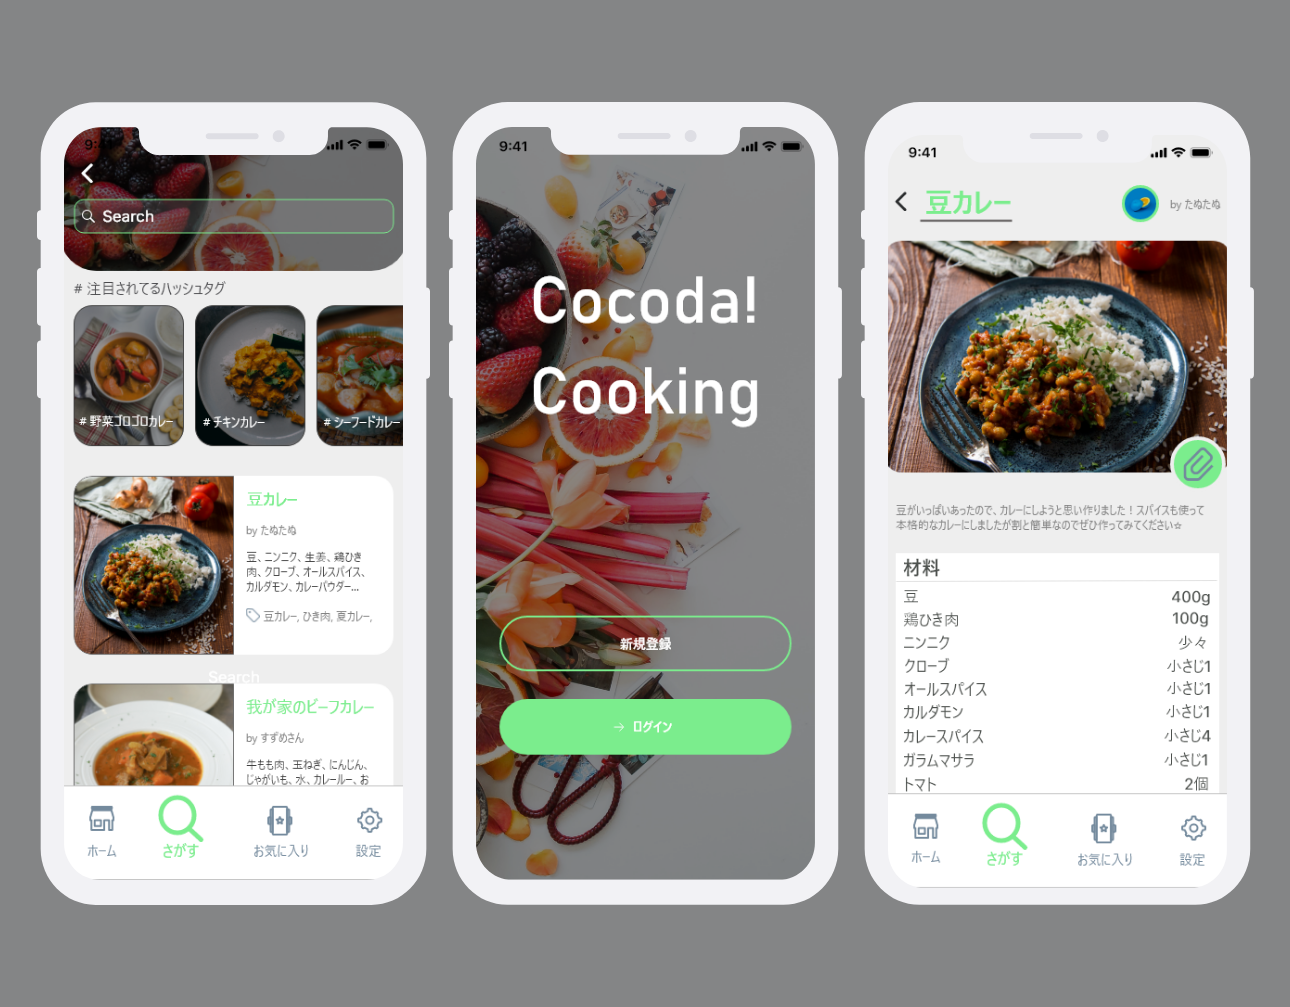 9:41
Search
# 注目されてるハッシュタグ
# 野菜ゴロゴロカレー
# チキンカレー
# シーフードカレー
豆カレー
by たぬたぬ
豆、ニンニク、生姜、鶏ひき
肉、クローブ、オールスパイス、
カルダモン、カレーパウダー...
豆カレー, ひき肉, 夏カレー,
Search
我が家のビーフカレー
by すずめさん
牛もも肉、玉ねぎ、にんじん、
じゃがいも、水、カレールー、お
ホーム
さがす
お気に入り
設定
9:41
Cocoda!
Cooking
新規登録
→ ログイン
9:41
豆カレー
by たぬたぬ
豆がいっぱいあったので、カレーにしようと思い作りました！スパイスも使って
本格的なカレーにしましたが割と簡単なのでぜひ作ってみてください☆
材料
豆 400g
鶏ひき肉 100g
ニンニク 少々
クローブ 小さじ1
オールスパイス 小さじ1
カルダモン 小さじ1
カレースパイス 小さじ4
ガラムマサラ 小さじ1
トマト 2個
ホーム
さがす
お気に入り
設定